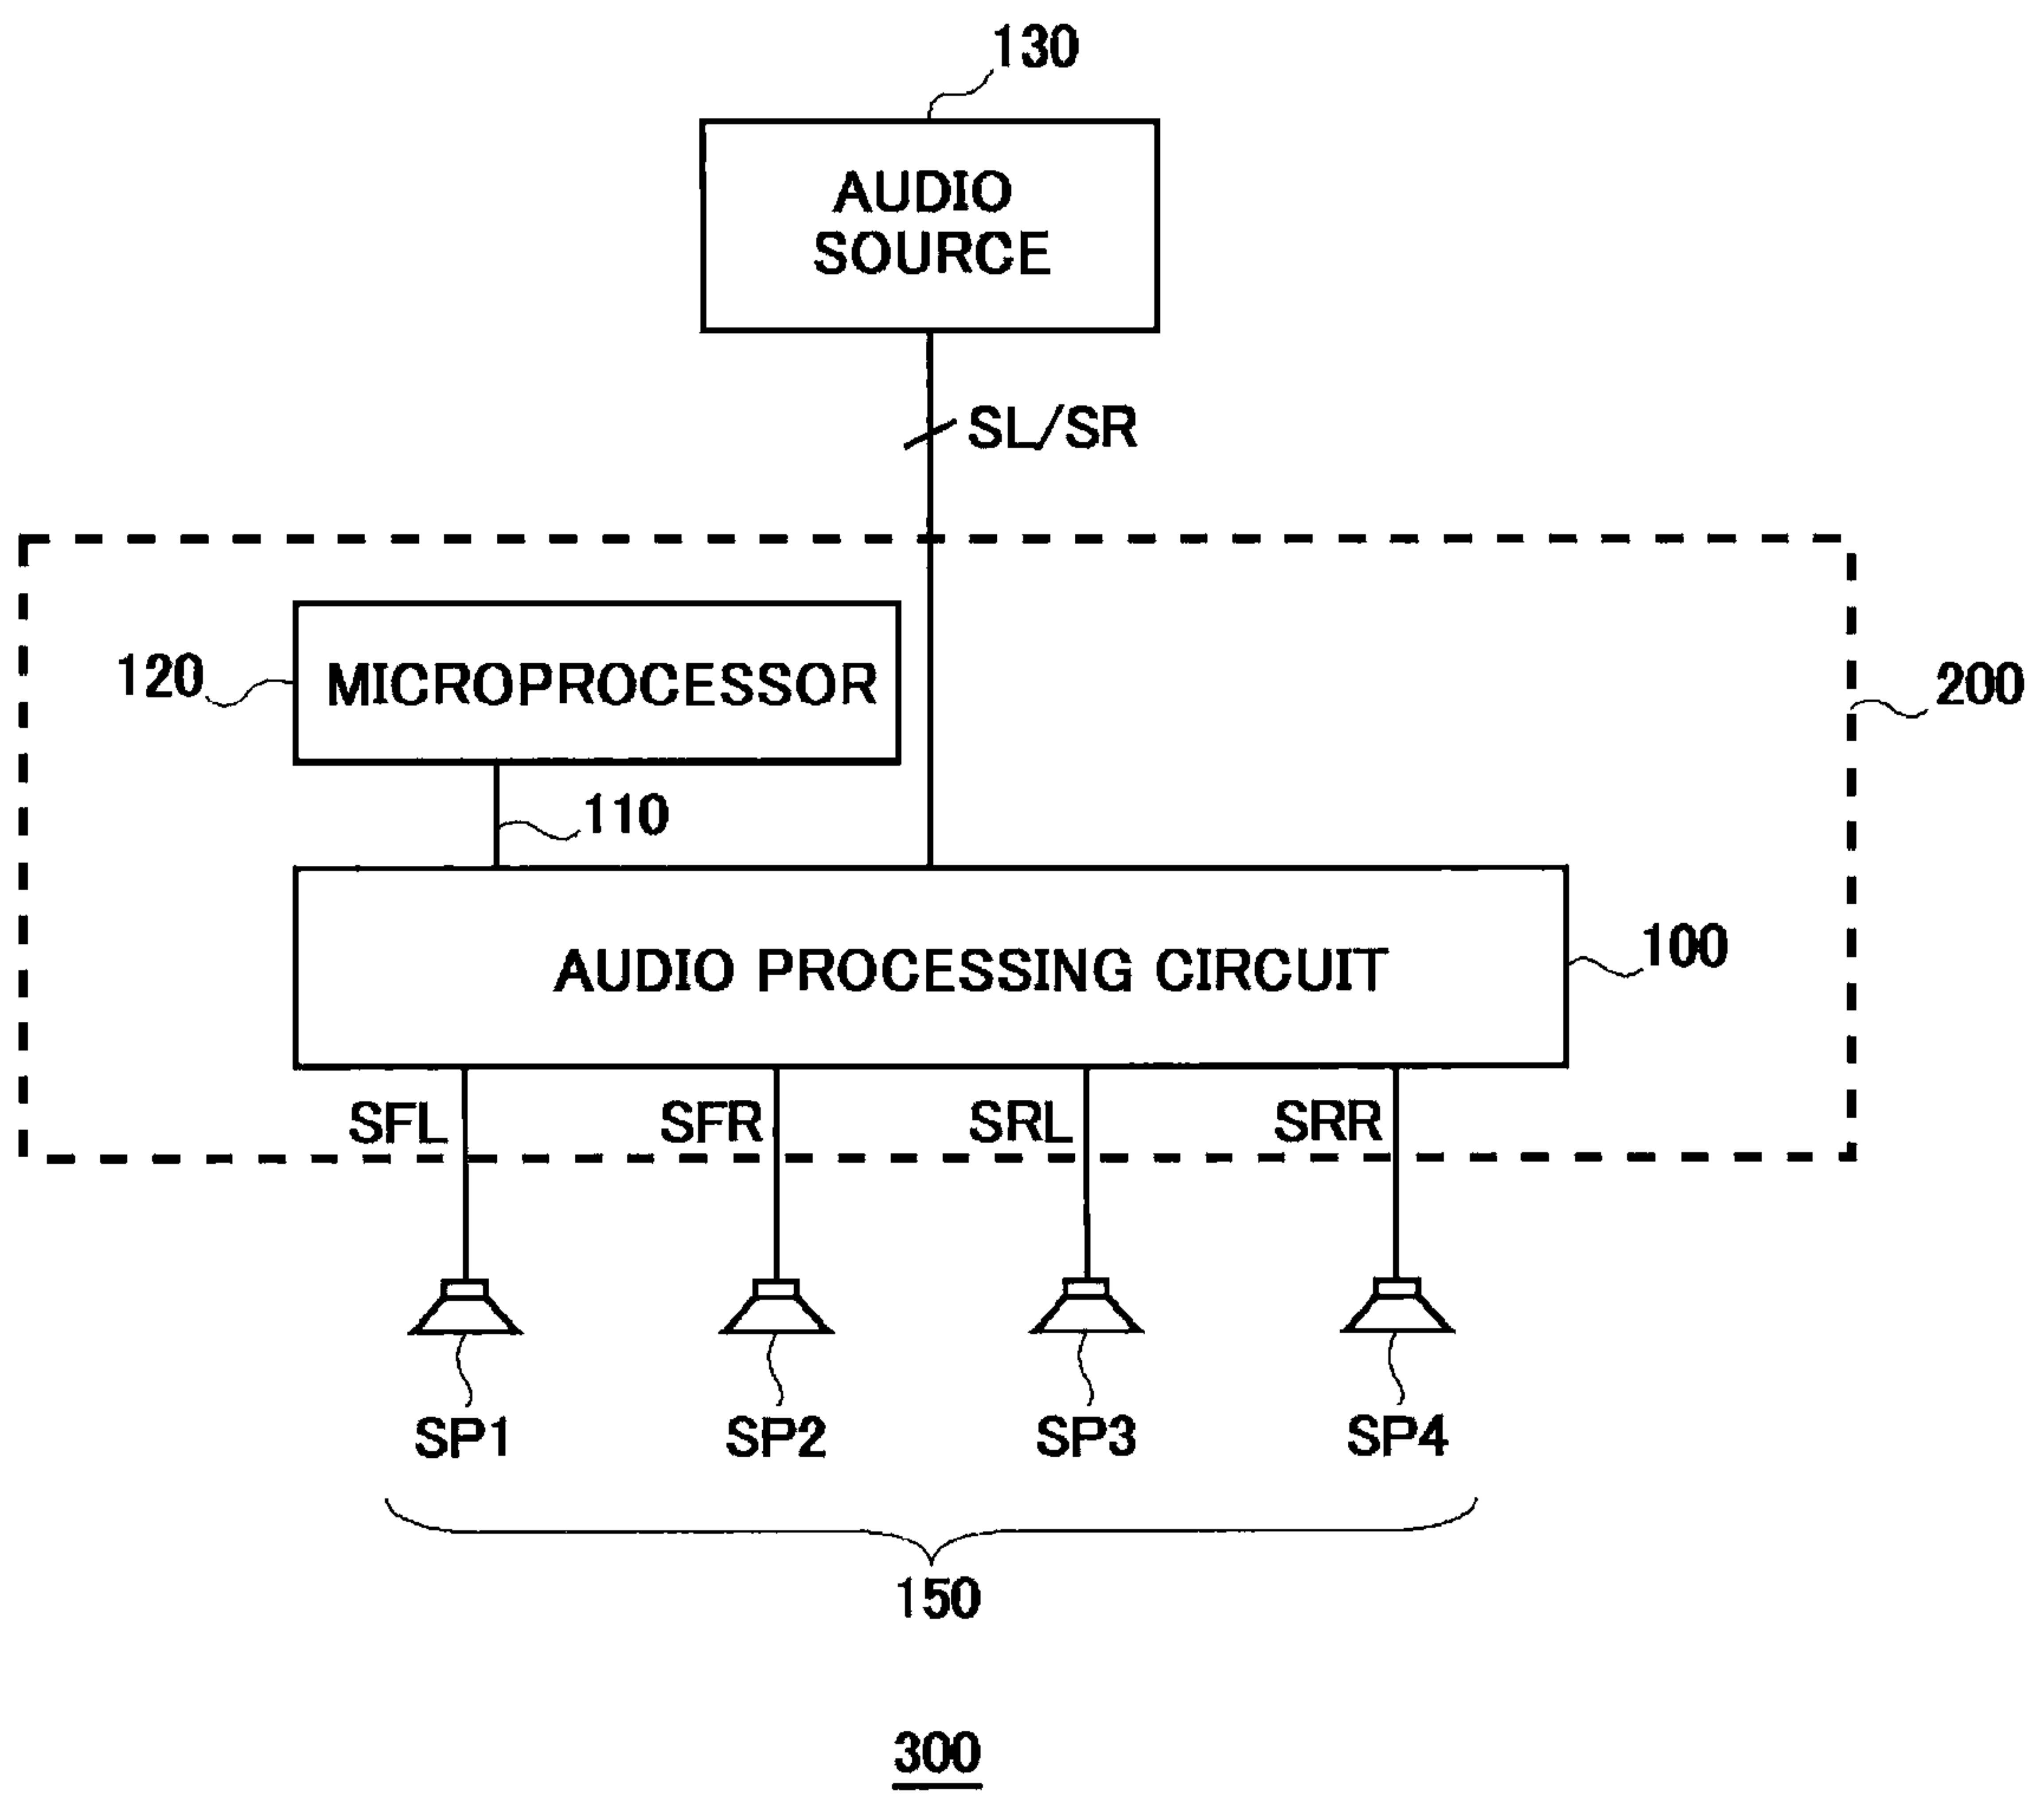 130
AUDIO
SOURCE
SL/SR
120
MICROPROCESSOR
200
110
AUDIO PROCESSING CIRCUIT
100
SFL SFR SRL SRR
SP1 SP2 SP3 SP4
150
300